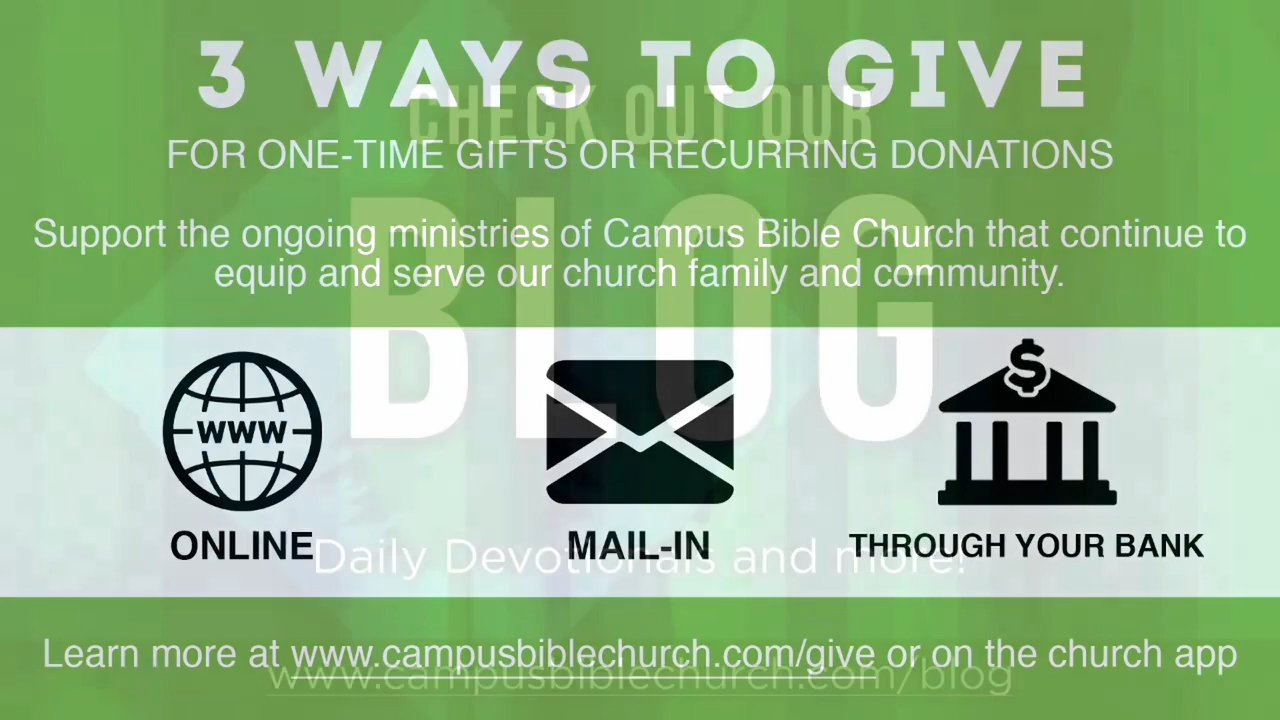 3 WAYS TO GIVE
CHECK OUT OUR
FOR ONE-TIME GIFTS OR RECURRING DONATIONS
BLOG
Support the ongoing ministries of Campus Bible Church that continue to
equip and serve our church family and community.
WWW
$
ONLINE
MAIL-IN
THROUGH YOUR BANK
Daily Devotionals and more!
Learn more at www.campusbiblechurch.com/give or on the church app
www.campusbiblechurch.com/blog